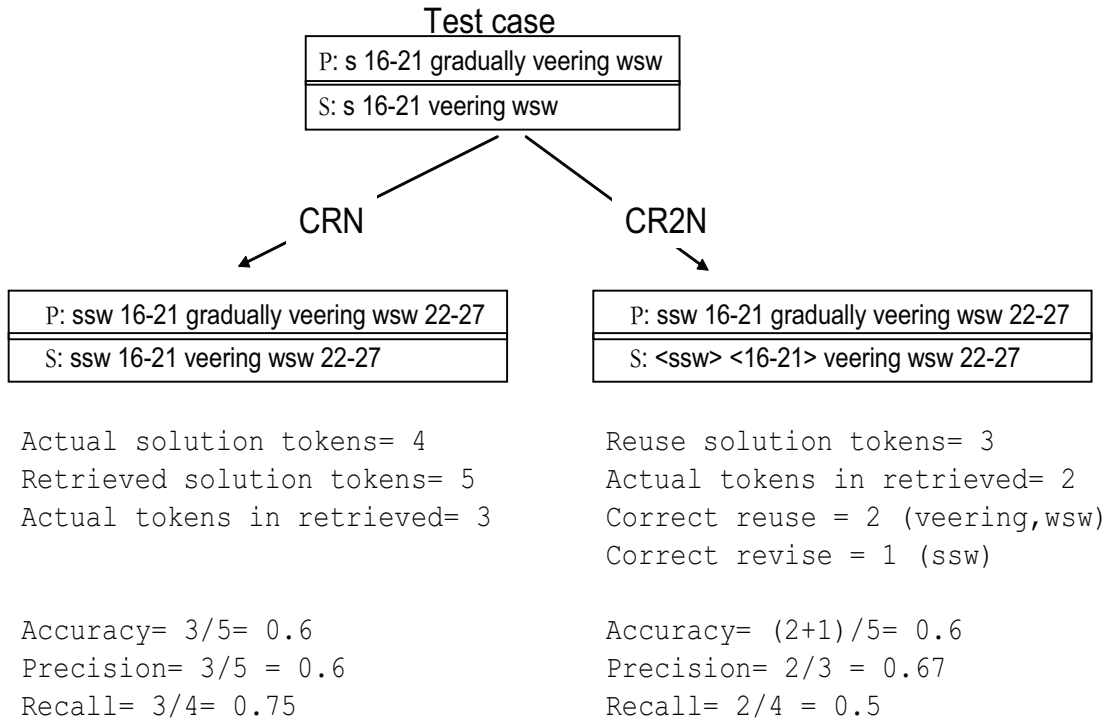 Test case
P: s 16-21 gradually veering wsw
S: s 16-21 veering wsw
CRN
CR2N
P: ssw 16-21 gradually veering wsw 22-27
S: ssw 16-21 veering wsw 22-27
P: ssw 16-21 gradually veering wsw 22-27
S: <ssw> <16-21> veering wsw 22-27
Actual solution tokens= 4
Retrieved solution tokens= 5
Actual tokens in retrieved= 3
Accuracy= 3/5= 0.6
Precision= 3/5 = 0.6
Recall= 3/4= 0.75
Reuse solution tokens= 3
Actual tokens in retrieved= 2
Correct reuse = 2 (veering,wsw)
Correct revise = 1 (ssw)
Accuracy= (2+1)/5= 0.6
Precision= 2/3 = 0.67
Recall= 2/4 = 0.5